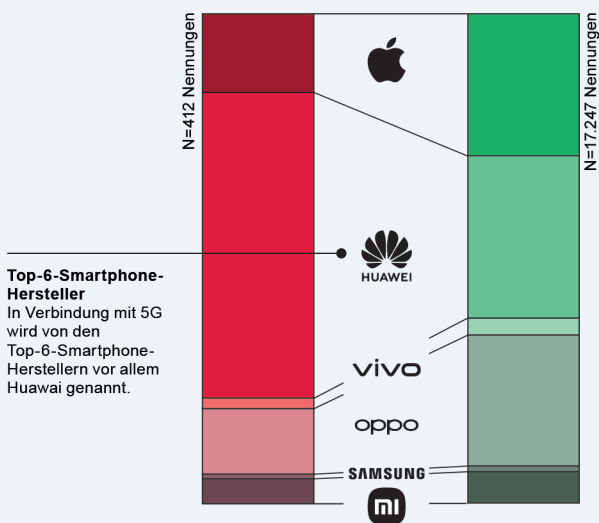 N=412 Nennungen
N=17.247 Nennungen
HUAWEI
Top-6-Smartphone-
Hersteller
In Verbindung mit 5G
wird von den
Top-6-Smartphone-
Herstellern vor allem
Huawai genannt.
vivo
oppo
SAMSUNG
mi